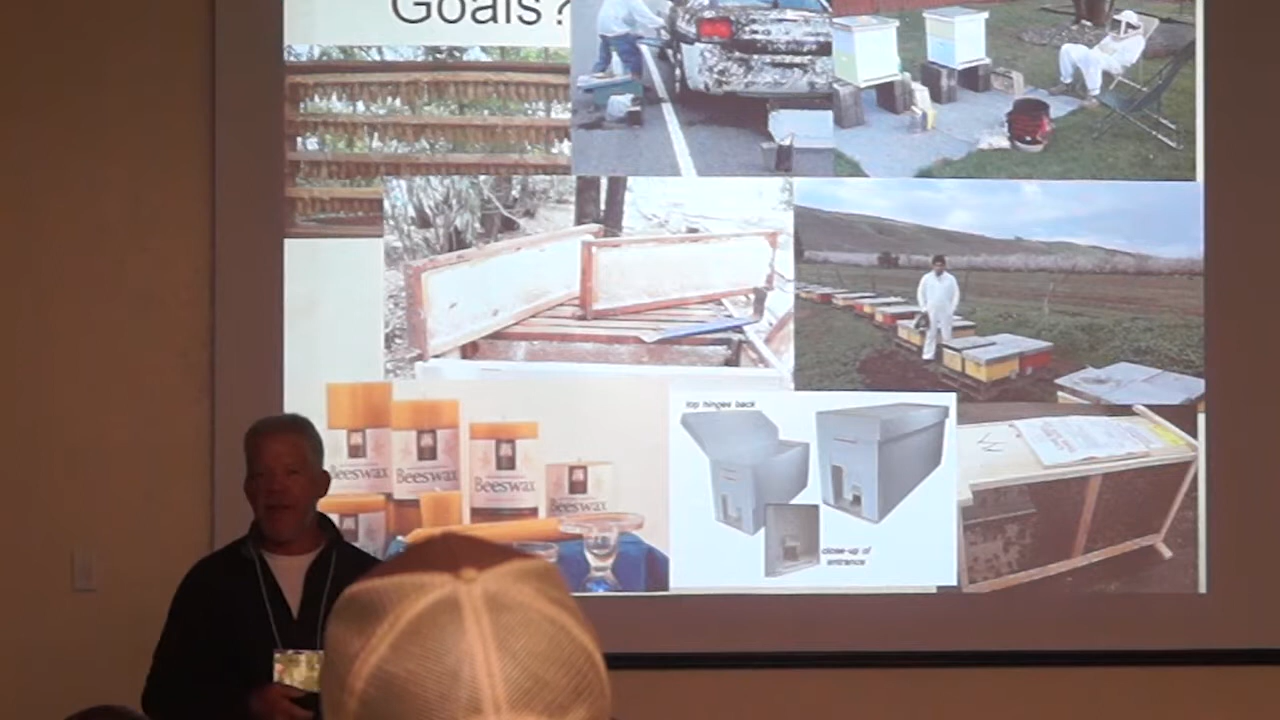 Goals?
top hinges back
Beeswax
Beeswax
Beeswax
Beeswax
close-up of
entrance